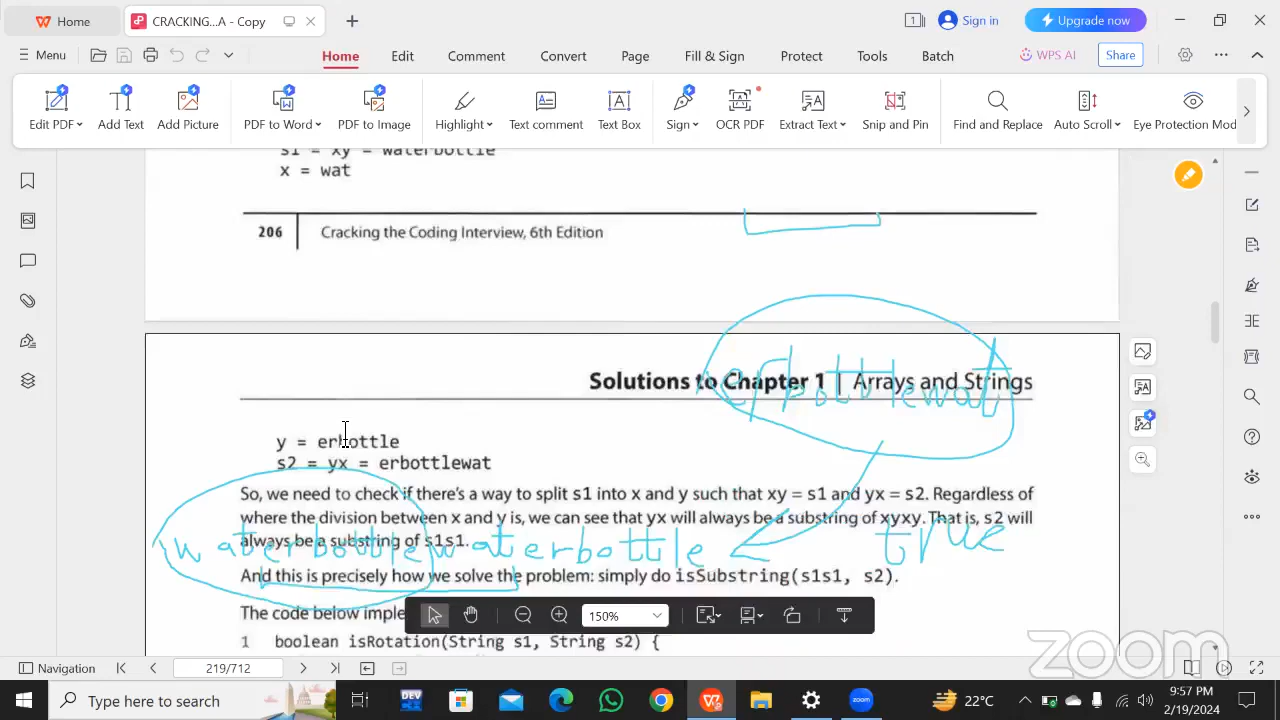 Home
CRACKING...A - Copy
1
Sign in
Upgrade now
Menu
Home
Edit
Comment
Convert
Page
Fill & Sign
Protect
Tools
Batch
WPS AI
Share
Edit PDF
Add Text
Add Picture
PDF to Word
PDF to Image
Highlight
Text comment
Text Box
Sign
OCR PDF
Extract Text
Snip and Pin
Find and Replace
Auto Scroll
Eye Protection Mod
s1 = xy = waterbottle
x = wat
206
Cracking the Coding Interview, 6th Edition
erbottlewat
Solutions to Chapter 1 | Arrays and Strings
y = erbottle
s2 = yx = erbottlewat
So, we need to check if there's a way to split s1 into x and y such that xy = s1 and yx = s2. Regardless of
where the division between x and y is, we can see that yx will always be a substring of xyxy. That is, s2 will
always be a substring of s1s1.
waterbottlewaterbottle
true
And this is precisely how we solve the problem: simply do isSubstring(s1s1, s2).
The code below imple
150%
1 boolean isRotation(String s1, String s2) {
zoom
Navigation
219/712
Type here to search
DEV
zoom
22°C
9:57 PM
2/19/2024